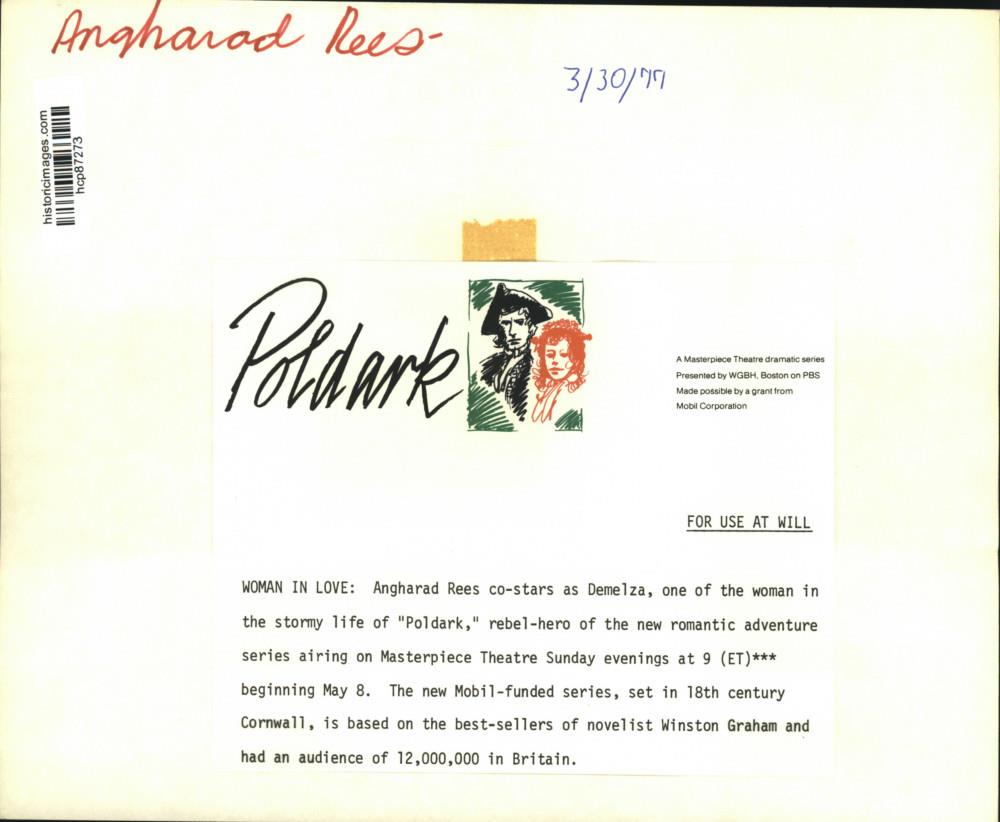 Angharad Rees-
3/30/77
historicimages.com
hcp87273
Poldark
A Masterpiece Theatre dramatic series
Presented by WGBH, Boston on PBS
Made possible by a grant from
Mobil Corporation
FOR USE AT WILL
WOMAN IN LOVE: Angharad Rees co-stars as Demelza, one of the woman in
the stormy life of "Poldark," rebel-hero of the new romantic adventure
series airing on Masterpiece Theatre Sunday evenings at 9 (ET)***
beginning May 8. The new Mobil-funded series, set in 18th century
Cornwall, is based on the best-sellers of novelist Winston Graham and
had an audience of 12,000,000 in Britain.